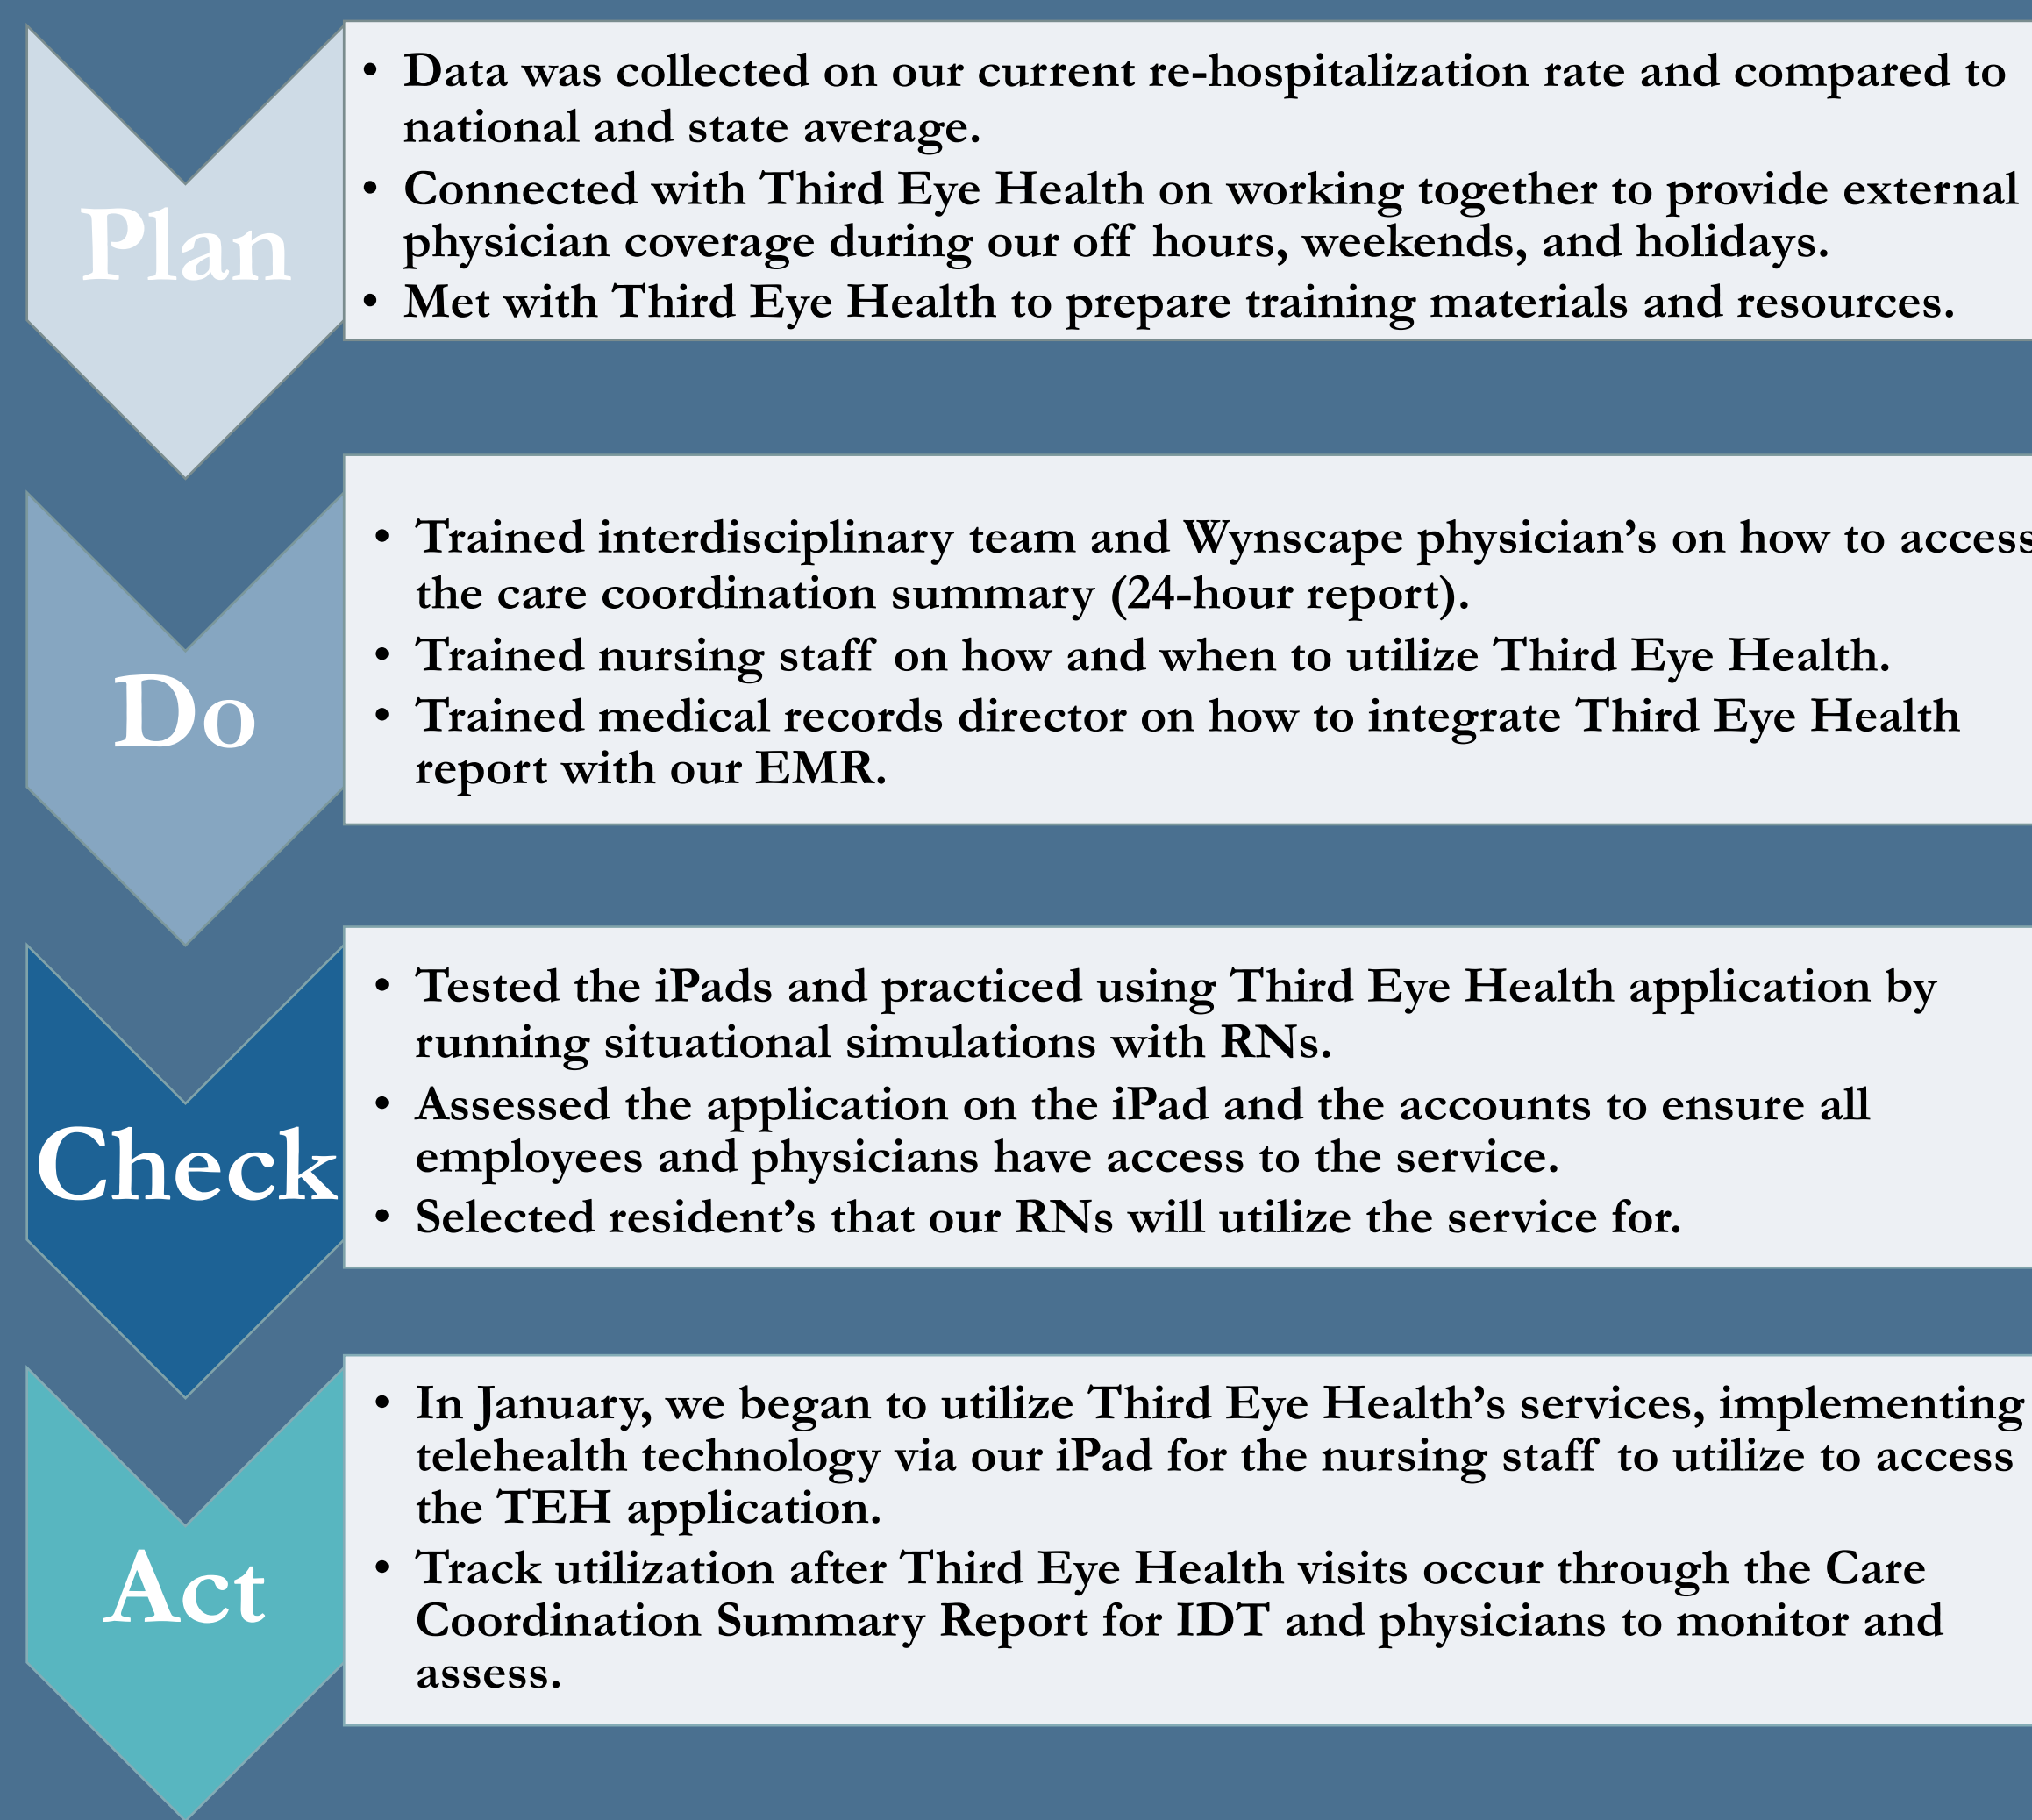 Plan
• Data was collected on our current re-hospitalization rate and compared to
national and state average.
• Connected with Third Eye Health on working together to provide external
physician coverage during our off hours, weekends, and holidays.
• Met with Third Eye Health to prepare training materials and resources.
Do
• Trained interdisciplinary team and Wynscape physician’s on how to access
the care coordination summary (24-hour report).
• Trained nursing staff on how and when to utilize Third Eye Health.
• Trained medical records director on how to integrate Third Eye Health
report with our EMR.
Check
• Tested the iPads and practiced using Third Eye Health application by
running situational simulations with RNs.
• Assessed the application on the iPad and the accounts to ensure all
employees and physicians have access to the service.
• Selected resident’s that our RNs will utilize the service for.
Act
• In January, we began to utilize Third Eye Health’s services, implementing
telehealth technology via our iPad for the nursing staff to utilize to access
the TEH application.
• Track utilization after Third Eye Health visits occur through the Care
Coordination Summary Report for IDT and physicians to monitor and
assess.